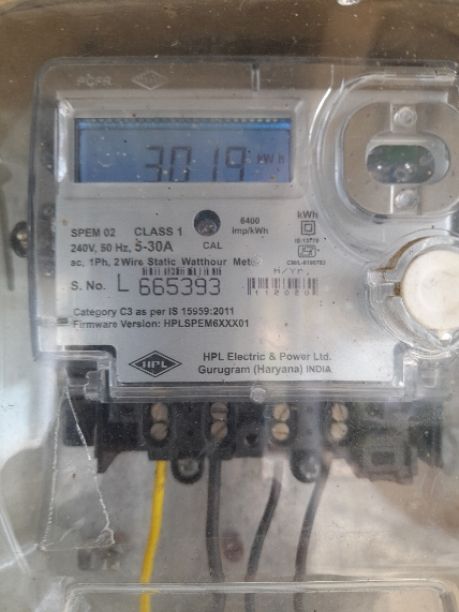 3019 kWh
SPEM 02 CLASS 1 6400 imp/kWh kWh
240V, 50 Hz, 5-30A CAL
ac, 1Ph, 2 Wire Static Watthour Meter
M/YR.
S. No. L 665393 112020
Category C3 as per IS 15959:2011
Firmware Version: HPLSPEM6XXX01
HPL HPL Electric & Power Ltd.
Gurugram (Haryana) INDIA